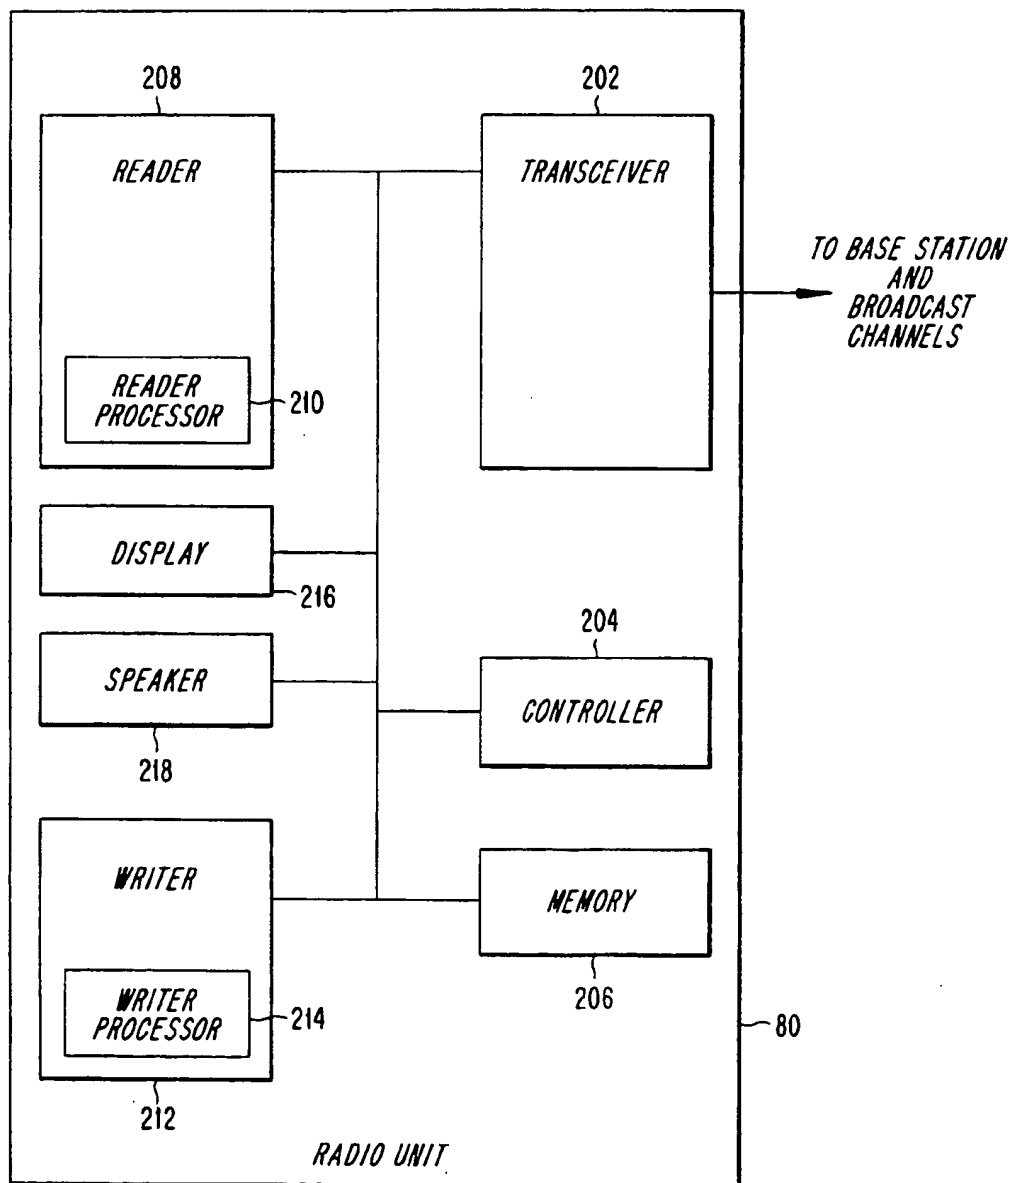 208
READER
READER
PROCESSOR
210
202
TRANSCEIVER
TO BASE STATION
AND
BROADCAST
CHANNELS
DISPLAY
216
SPEAKER
218
204
CONTROLLER
WRITER
WRITER
PROCESSOR
214
212
MEMORY
206
80
RADIO UNIT